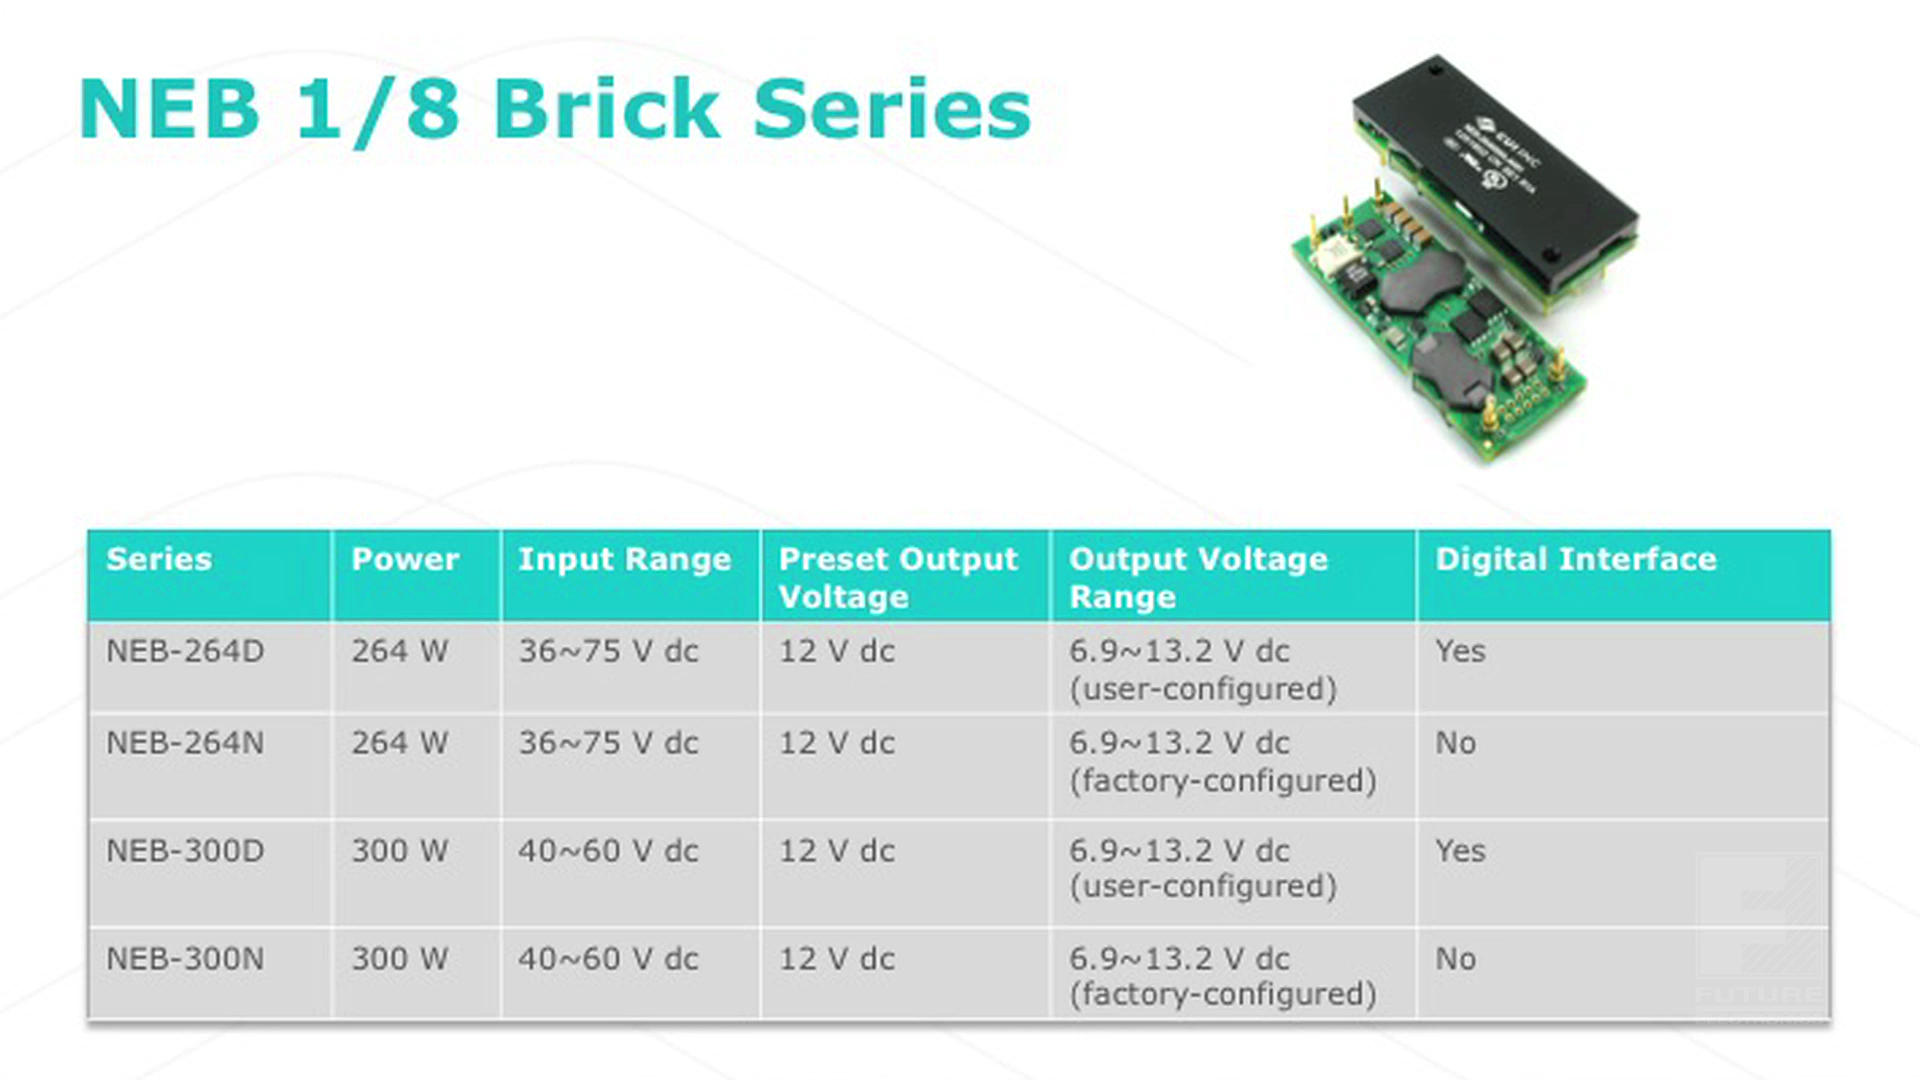 NEB 1/8 Brick Series
CUI INC
Series Power Input Range Preset Output Voltage Output Voltage Range Digital Interface
NEB-264D 264 W 36~75 V dc 12 V dc 6.9~13.2 V dc (user-configured) Yes
NEB-264N 264 W 36~75 V dc 12 V dc 6.9~13.2 V dc (factory-configured) No
NEB-300D 300 W 40~60 V dc 12 V dc 6.9~13.2 V dc (user-configured) Yes
NEB-300N 300 W 40~60 V dc 12 V dc 6.9~13.2 V dc (factory-configured) No
FUTURE